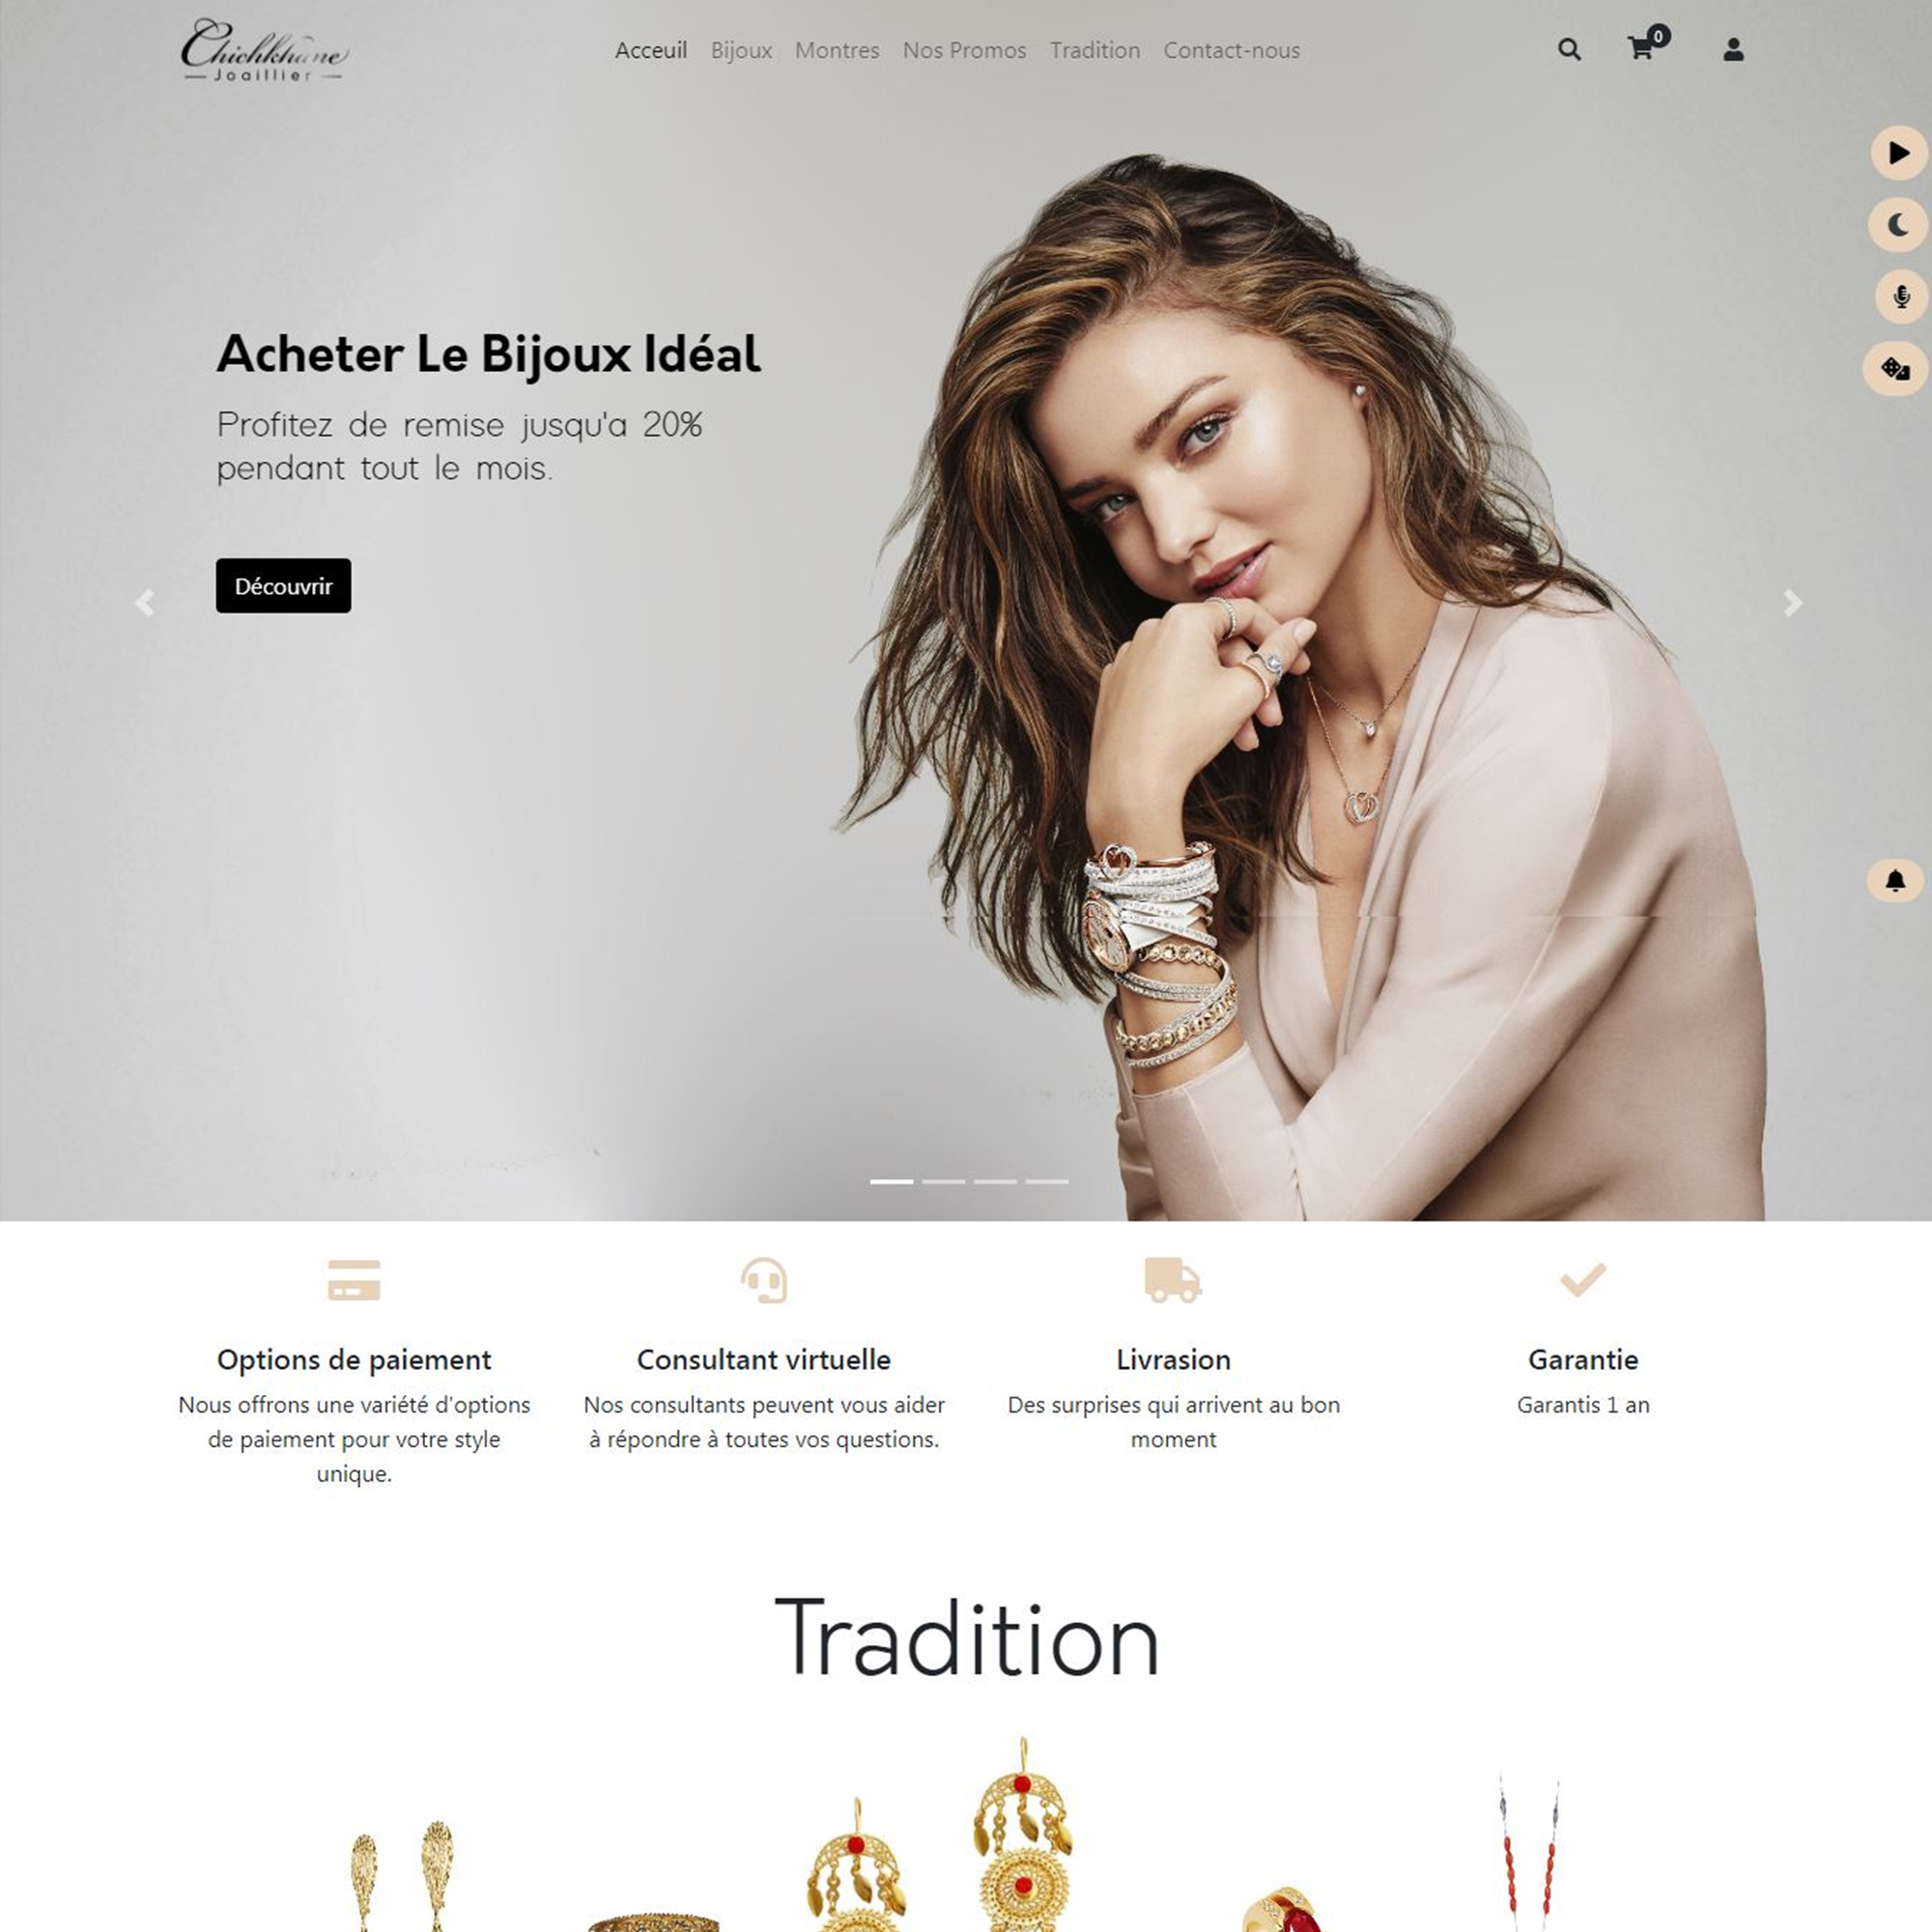 Chichkhane
Joaillier
Acceuil Bijoux Montres Nos Promos Tradition Contact-nous
0
Acheter Le Bijoux Idéal
Profitez de remise jusqu'a 20%
pendant tout le mois.
Découvrir
Options de paiement
Nous offrons une variété d'options
de paiement pour votre style
unique.
Consultant virtuelle
Nos consultants peuvent vous aider
à répondre à toutes vos questions.
Livrasion
Des surprises qui arrivent au bon
moment
Garantie
Garantis 1 an
Tradition